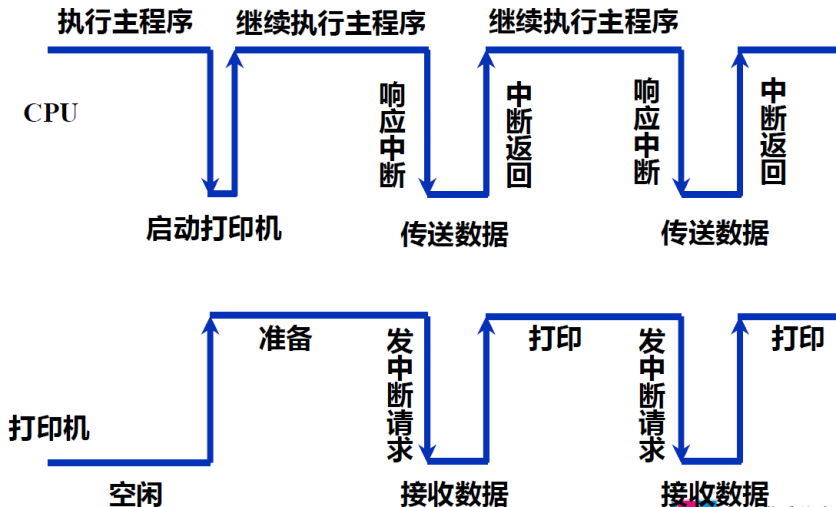 执行主程序
继续执行主程序
继续执行主程序
CPU
响应中断
中断返回
响应中断
中断返回
启动打印机
传送数据
传送数据
准备
发中断请求
打印
发中断请求
打印
打印机
空闲
接收数据
接收数据